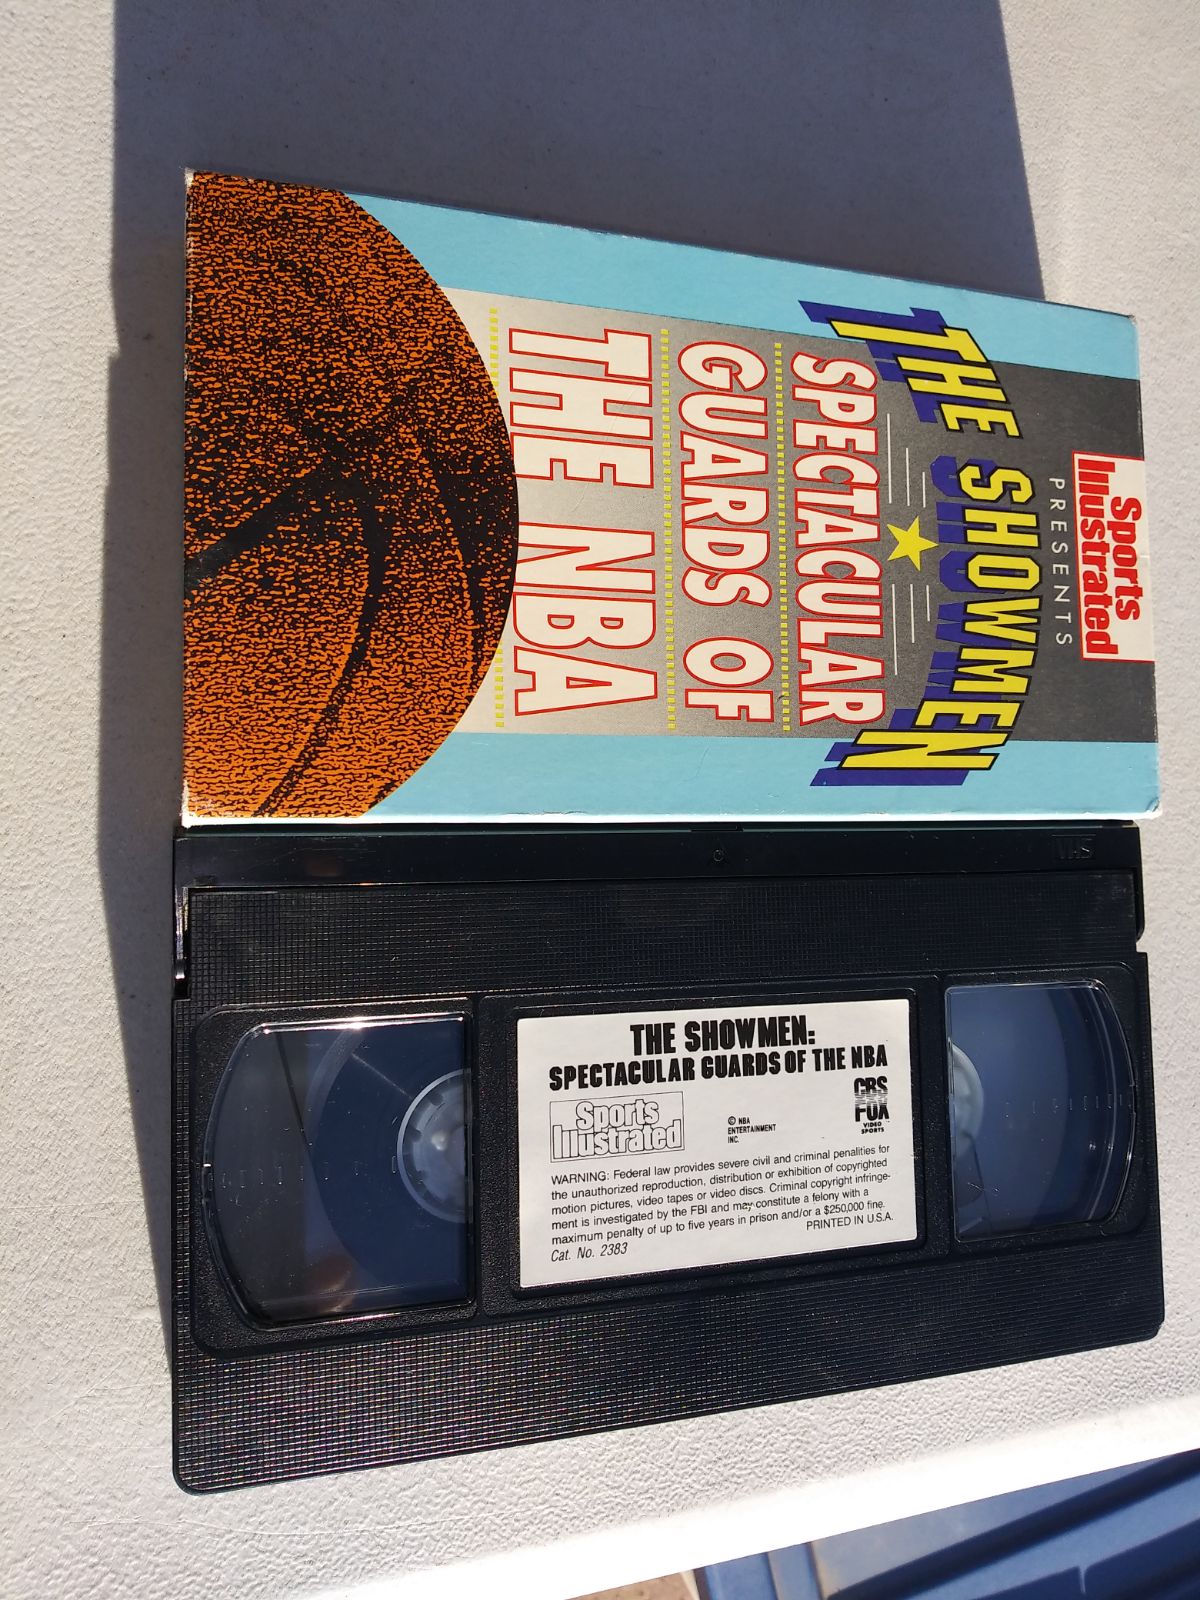 Sports
Illustrated
PRESENTS
THE SHOWMEN
SPECTACULAR
GUARDS OF
THE NBA
VHS
THE SHOWMEN:
SPECTACULAR GUARDS OF THE NBA
Sports
Illustrated
© NBA
ENTERTAINMENT
INC.
CBS
FOX
VIDEO
SPORTS
WARNING: Federal law provides severe civil and criminal penalties for
the unauthorized reproduction, distribution or exhibition of copyrighted
motion pictures, video tapes or video discs. Criminal copyright infringe-
ment is investigated by the FBI and may constitute a felony with a
maximum penalty of up to five years in prison and/or a $250,000 fine.
PRINTED IN U.S.A.
Cat. No. 2383